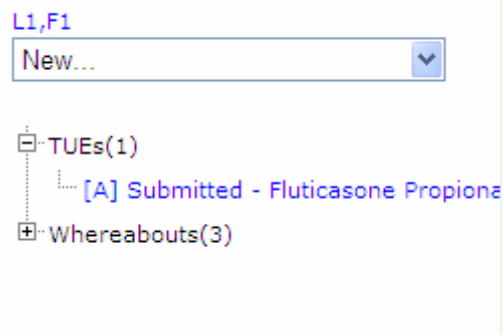 L1,F1
New...
TUEs(1)
[A] Submitted - Fluticasone Propiona
Whereabouts(3)